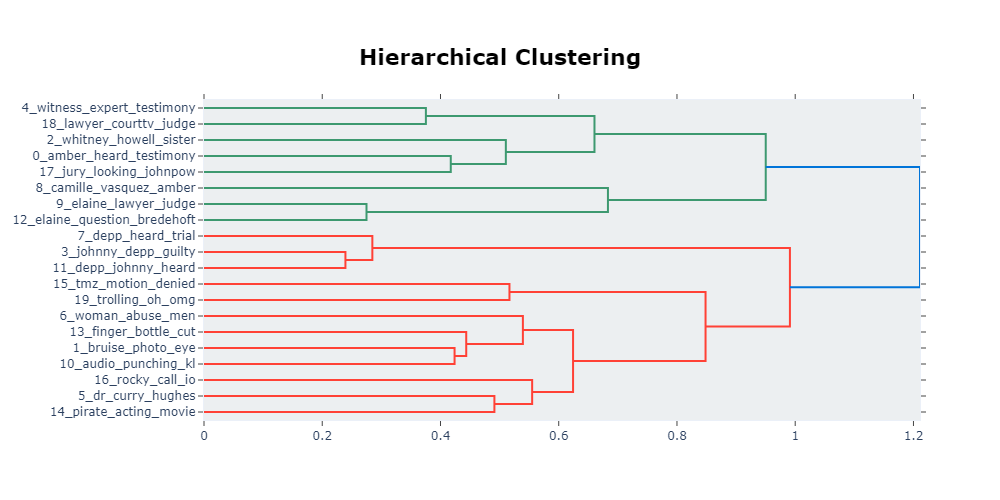 Hierarchical Clustering
4_witness_expert_testimony
18_lawyer_courttv_judge
2_whitney_howell_sister
0_amber_heard_testimony
17_jury_looking_johnpow
8_camille_vasquez_amber
9_elaine_lawyer_judge
12_elaine_question_bredehoft
7_depp_heard_trial
3_johnny_depp_guilty
11_depp_johnny_heard
15_tmz_motion_denied
19_trolling_oh_omg
6_woman_abuse_men
13_finger_bottle_cut
1_bruise_photo_eye
10_audio_punching_kl
16_rocky_call_io
5_dr_curry_hughes
14_pirate_acting_movie
0 0.2 0.4 0.6 0.8 1 1.2